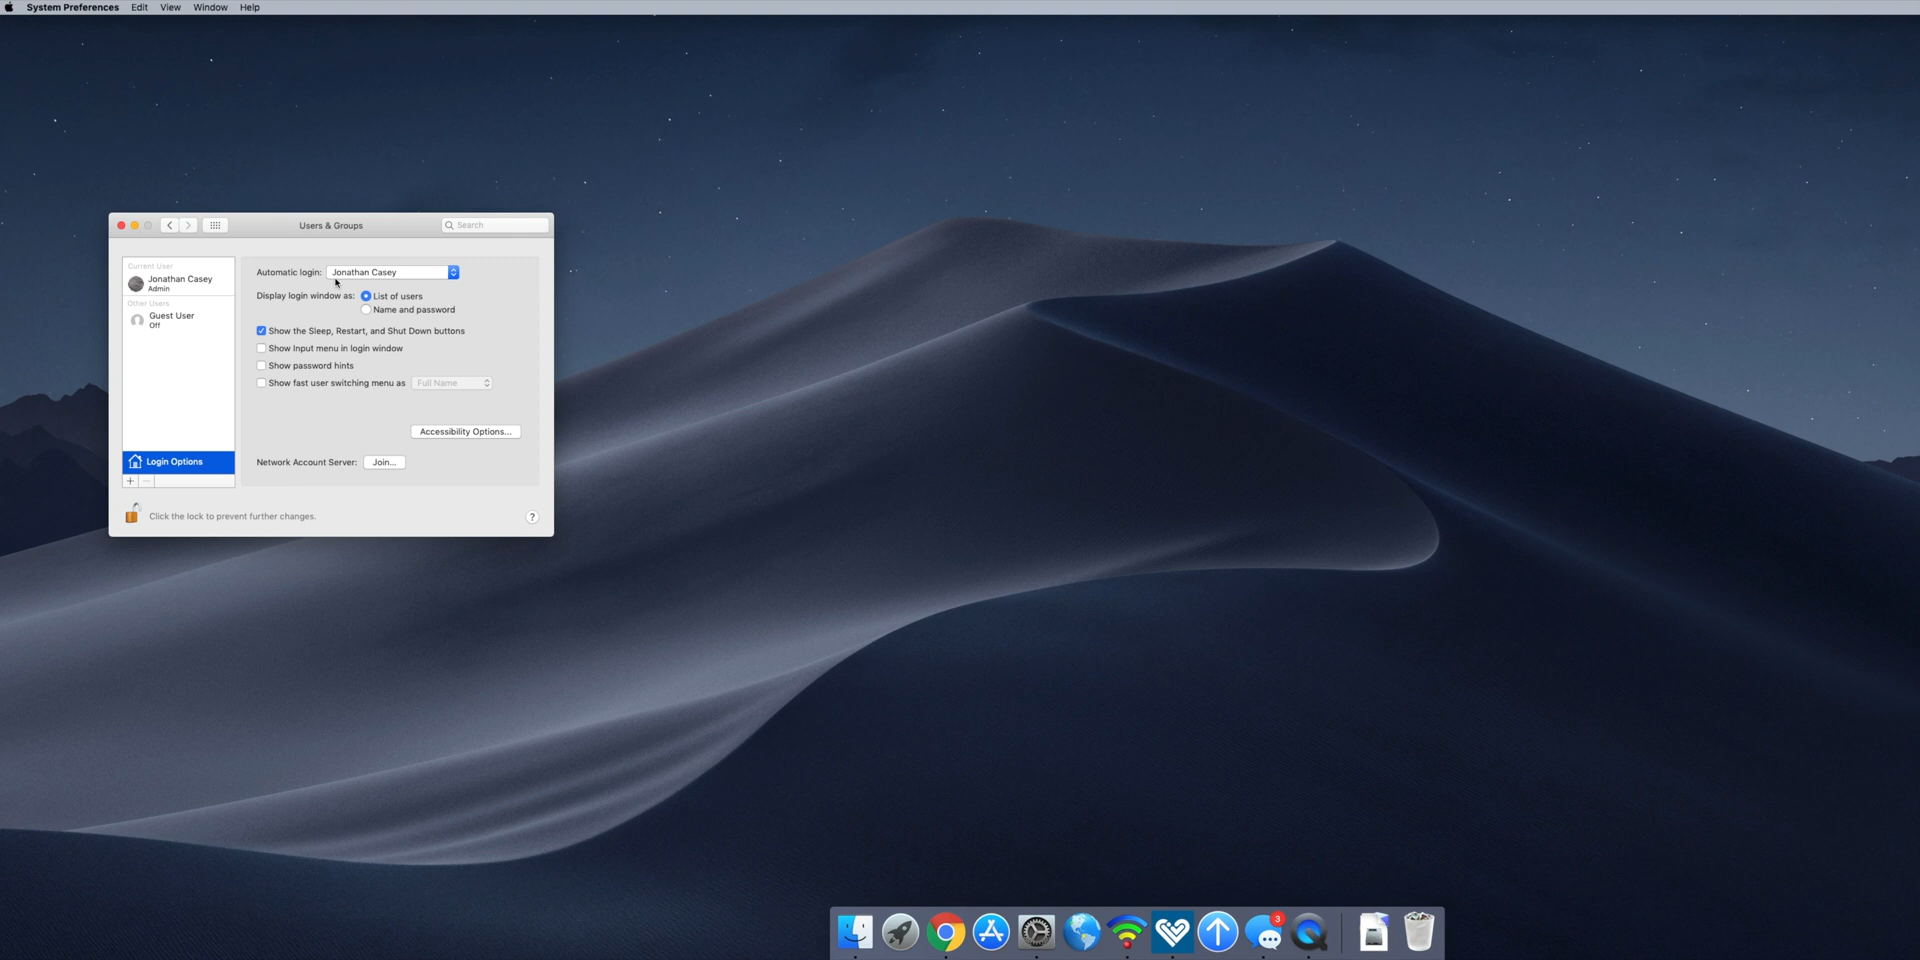 System Preferences Edit View Window Help
Users & Groups
Search
Current User
Jonathan Casey
Admin
Other Users
Guest User
Off
Login Options
Automatic login: Jonathan Casey
Display login window as: List of users
Name and password
Show the Sleep, Restart, and Shut Down buttons
Show Input menu in login window
Show password hints
Show fast user switching menu as Full Name
Accessibility Options...
Network Account Server: Join...
Click the lock to prevent further changes.
?
3